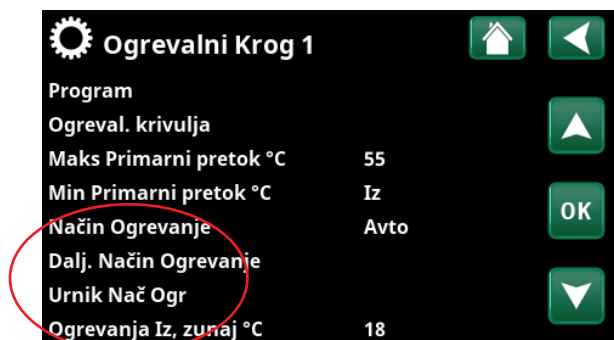 Ogrevalni Krog 1
Program
Ogreval. krivulja
Maks Primarni pretok °C 55
Min Primarni pretok °C Iz
Način Ogrevanje Avto
OK
Dalj. Način Ogrevanje
Urnik Nač Ogr
Ogrevanja Iz, zunaj °C 18